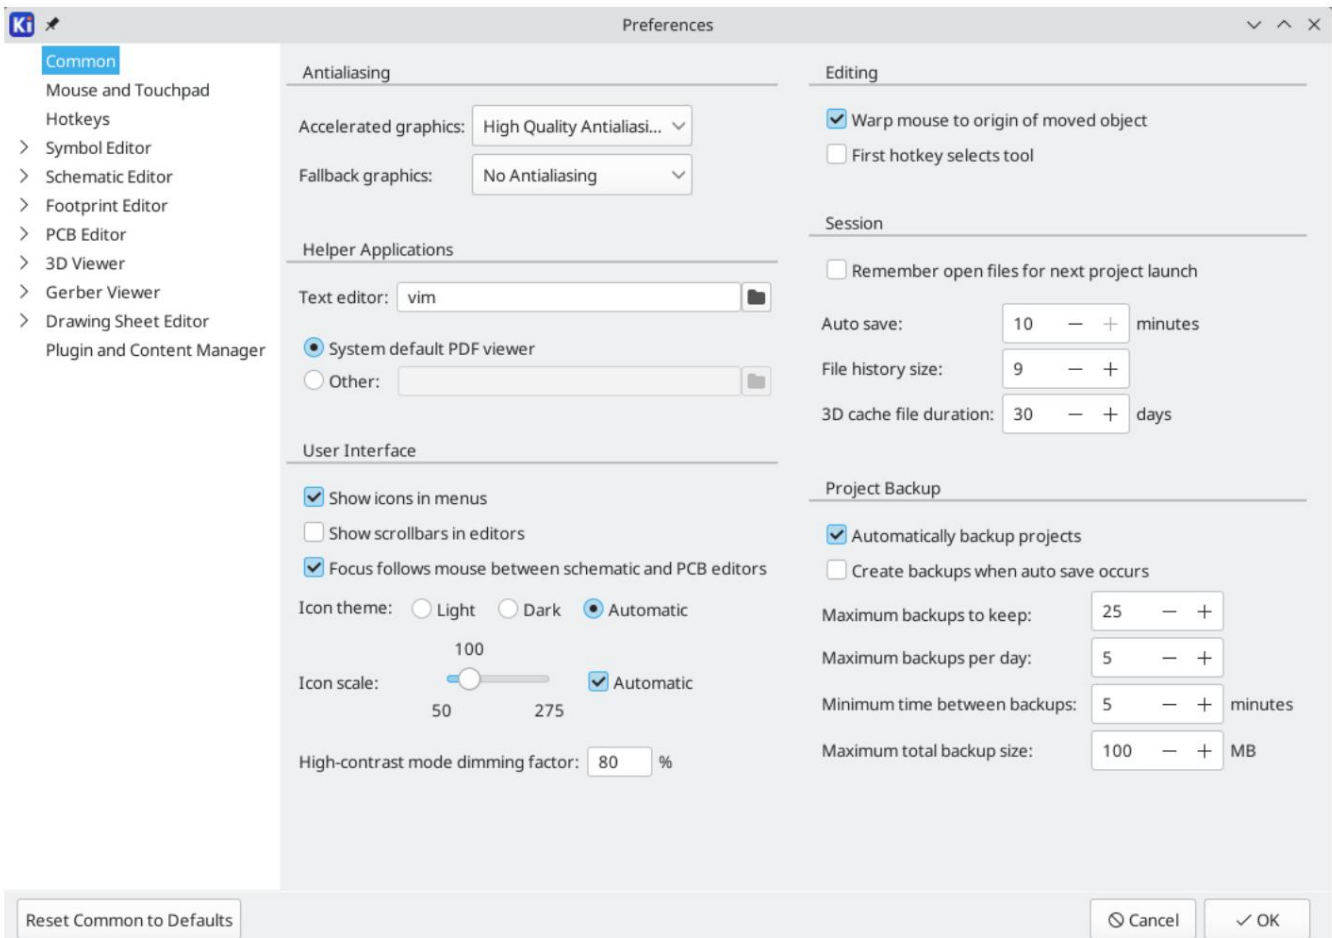 Ki Preferences
Common
Mouse and Touchpad
Hotkeys
Symbol Editor
Schematic Editor
Footprint Editor
PCB Editor
3D Viewer
Gerber Viewer
Drawing Sheet Editor
Plugin and Content Manager
Antialiasing
Accelerated graphics: High Quality Antialiasi...
Fallback graphics: No Antialiasing
Helper Applications
Text editor: vim
System default PDF viewer
Other:
User Interface
Show icons in menus
Show scrollbars in editors
Focus follows mouse between schematic and PCB editors
Icon theme: Light Dark Automatic
100
Icon scale: Automatic
50 275
High-contrast mode dimming factor: 80 %
Editing
Warp mouse to origin of moved object
First hotkey selects tool
Session
Remember open files for next project launch
Auto save: 10 − + minutes
File history size: 9 − +
3D cache file duration: 30 − + days
Project Backup
Automatically backup projects
Create backups when auto save occurs
Maximum backups to keep: 25 − +
Maximum backups per day: 5 − +
Minimum time between backups: 5 − + minutes
Maximum total backup size: 100 − + MB
Reset Common to Defaults Cancel OK